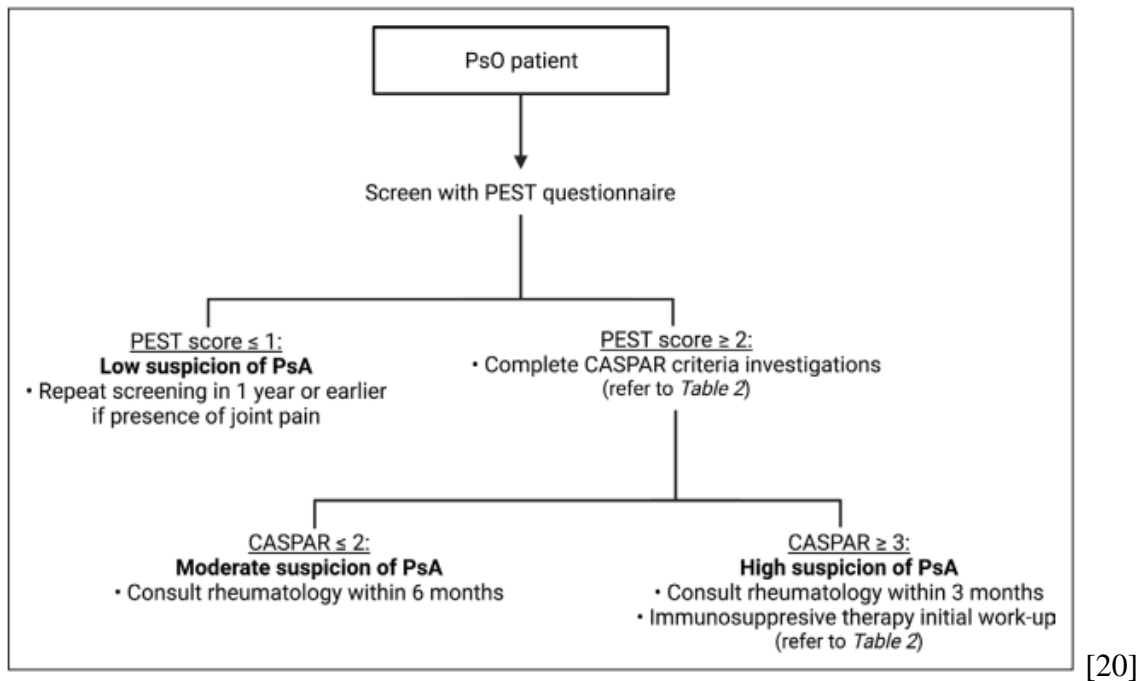 PsO patient
Screen with PEST questionnaire
PEST score ≤ 1:
Low suspicion of PsA
• Repeat screening in 1 year or earlier
if presence of joint pain
PEST score ≥ 2:
• Complete CASPAR criteria investigations
(refer to Table 2)
CASPAR ≤ 2:
Moderate suspicion of PsA
• Consult rheumatology within 6 months
CASPAR ≥ 3:
High suspicion of PsA
• Consult rheumatology within 3 months
• Immunosuppresive therapy initial work-up
(refer to Table 2)
[20]